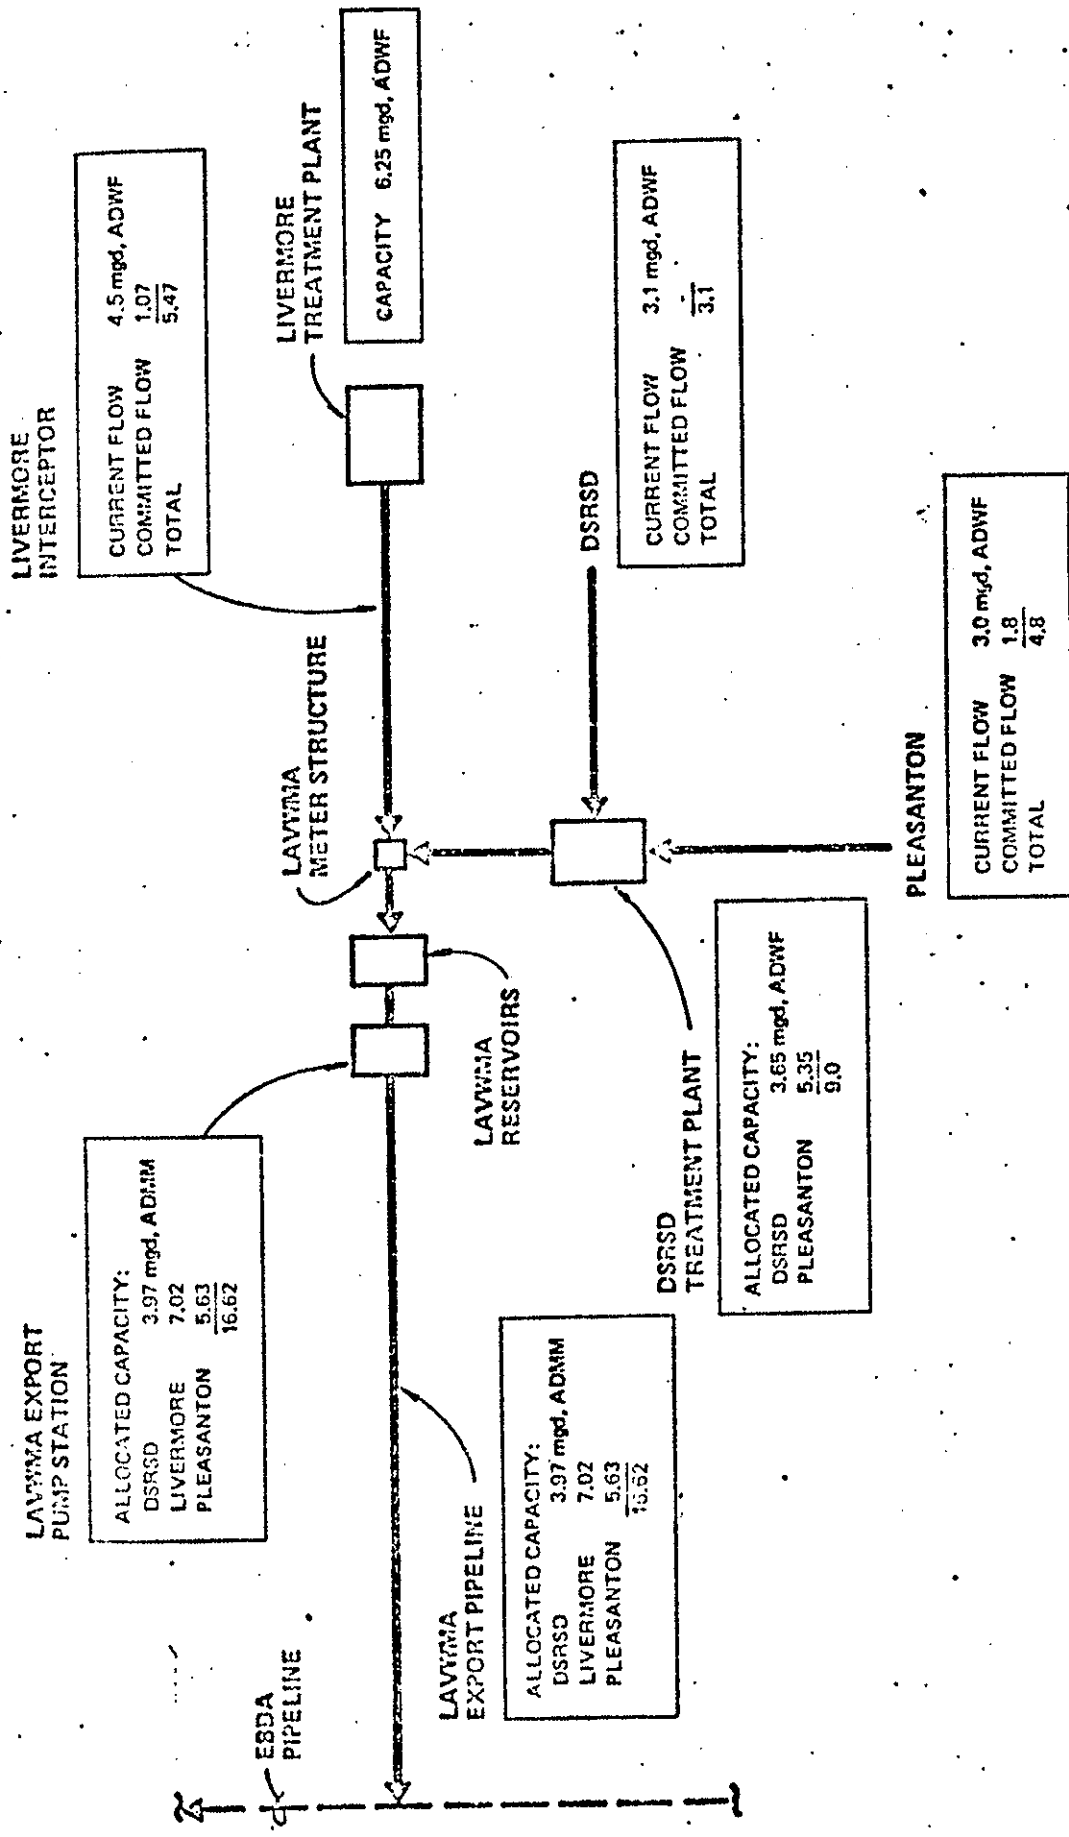 LIVERMORE
INTERCEPTOR
CURRENT FLOW 4.5 mgd, ADWF
COMMITTED FLOW 1.07
TOTAL 5.47
LIVERMORE
TREATMENT PLANT
CAPACITY 6.25 mgd, ADWF
LAVWMA
METER STRUCTURE
LAVWMA EXPORT
PUMP STATION
ALLOCATED CAPACITY:
DSRSD 3.97 mgd, ADMM
LIVERMORE 7.02
PLEASANTON 5.63
16.62
EBDA
PIPELINE
LAVWMA
EXPORT PIPELINE
ALLOCATED CAPACITY:
DSRSD 3.97 mgd, ADMM
LIVERMORE 7.02
PLEASANTON 5.63
16.62
LAVWMA
RESERVOIRS
DSRSD
TREATMENT PLANT
ALLOCATED CAPACITY:
DSRSD 3.65 mgd, ADWF
PLEASANTON 5.35
9.0
DSRSD
CURRENT FLOW 3.1 mgd, ADWF
COMMITTED FLOW -
TOTAL 3.1
PLEASANTON
CURRENT FLOW 3.0 mgd, ADWF
COMMITTED FLOW 1.8
TOTAL 4.8